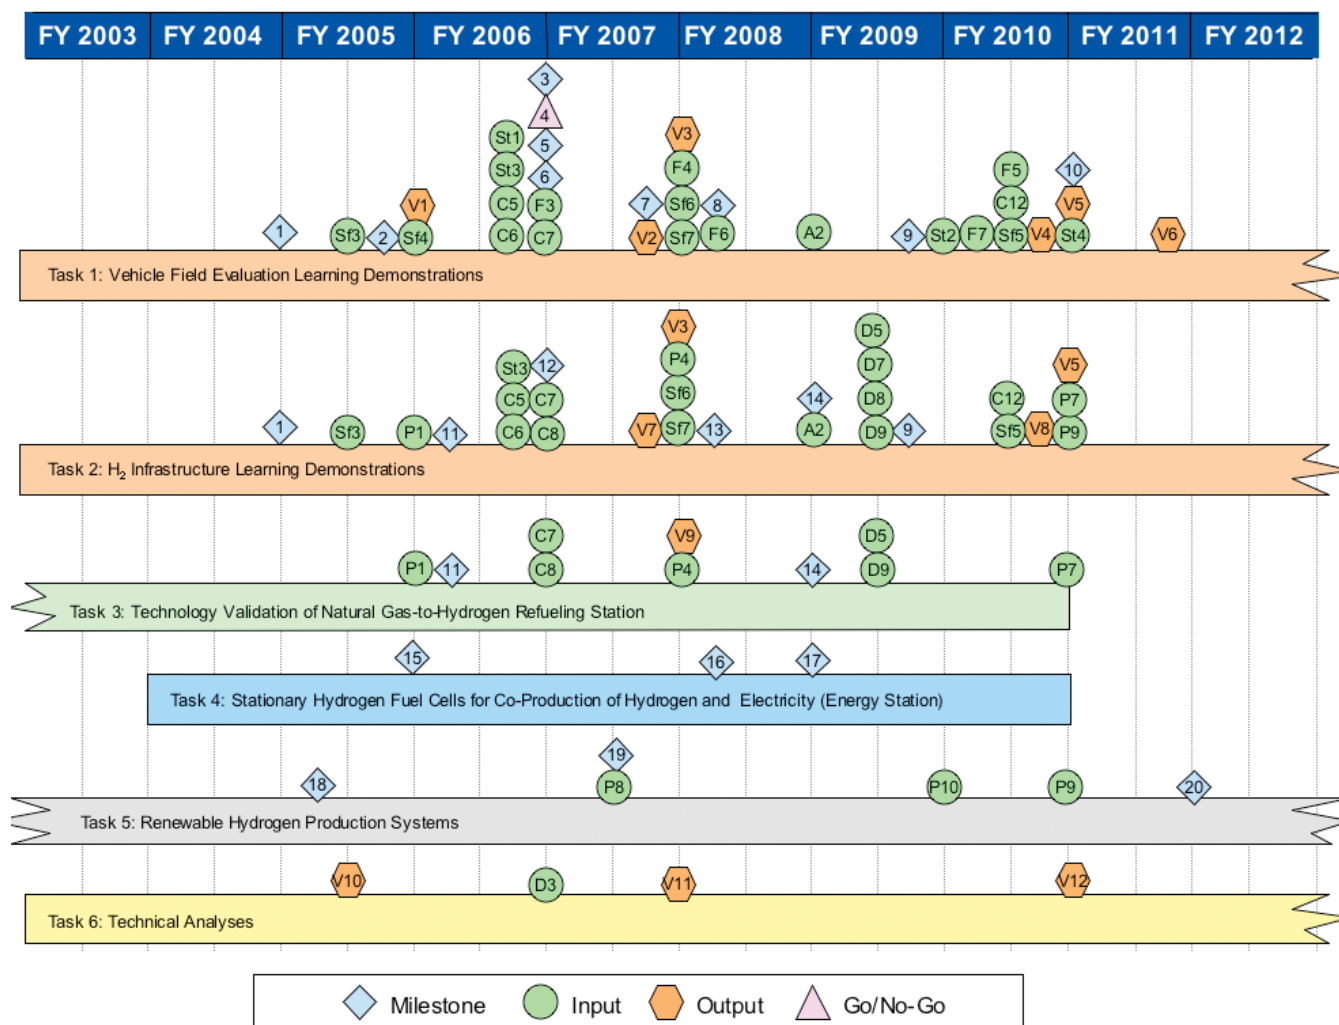 FY 2003 FY 2004 FY 2005 FY 2006 FY 2007 FY 2008 FY 2009 FY 2010 FY 2011 FY 2012
3
4
V3
St1
5
St3 6 F4 F5 10
V1 C5 F3 7 Sf6 8 C12 V5
1 Sf3 2 Sf4 C6 C7 V2 Sf7 F6 A2 9 St2 F7 Sf5 V4 St4 V6
Task 1: Vehicle Field Evaluation Learning Demonstrations
V3 D5
St3 12 P4 D7 V5
C5 C7 Sf6 14 D8 C12 P7
1 Sf3 P1 11 C6 C8 V7 Sf7 13 A2 D9 9 Sf5 V8 P9
Task 2: H₂ Infrastructure Learning Demonstrations
C7 V9 D5
P1 11 C8 P4 14 D9 P7
Task 3: Technology Validation of Natural Gas-to-Hydrogen Refueling Station
15 16 17
Task 4: Stationary Hydrogen Fuel Cells for Co-Production of Hydrogen and Electricity (Energy Station)
19
18 P8 P10 P9 20
Task 5: Renewable Hydrogen Production Systems
V10 D3 V11 V12
Task 6: Technical Analyses
Milestone Input Output Go/No-Go